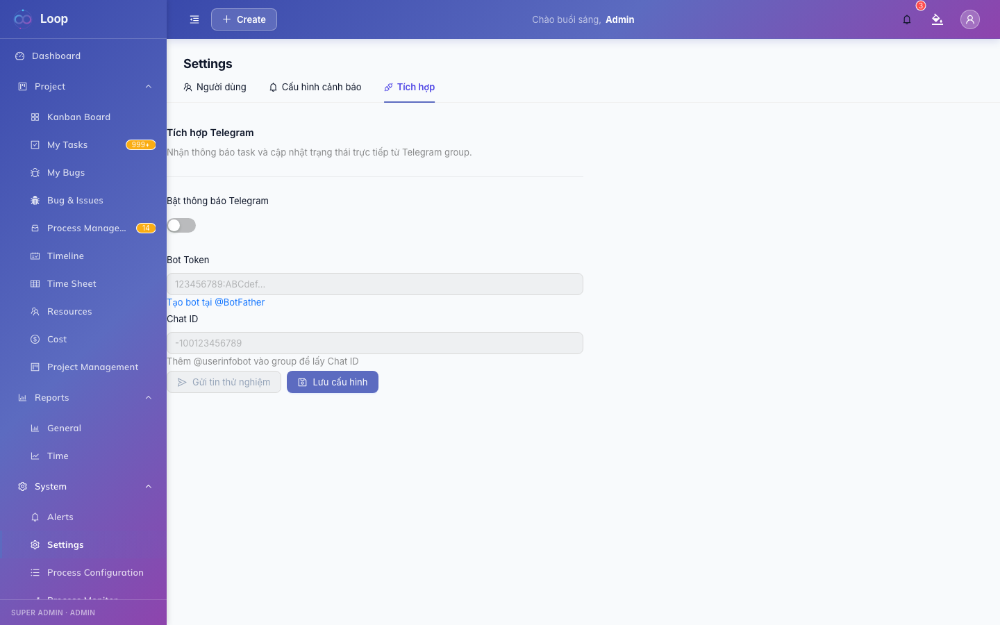 Loop
Create
Chào buổi sáng, Admin
3
Dashboard
Project
Kanban Board
My Tasks 999+
My Bugs
Bug & Issues
Process Manage... 14
Timeline
Time Sheet
Resources
Cost
Project Management
Reports
General
Time
System
Alerts
Settings
Process Configuration
Process Monitor
SUPER ADMIN · ADMIN
Settings
Người dùng
Cấu hình cảnh báo
Tích hợp
Tích hợp Telegram
Nhận thông báo task và cập nhật trạng thái trực tiếp từ Telegram group.
Bật thông báo Telegram
Bot Token
123456789:ABCdef...
Tạo bot tại @BotFather
Chat ID
-100123456789
Thêm @userinfobot vào group để lấy Chat ID
Gửi tin thử nghiệm
Lưu cấu hình